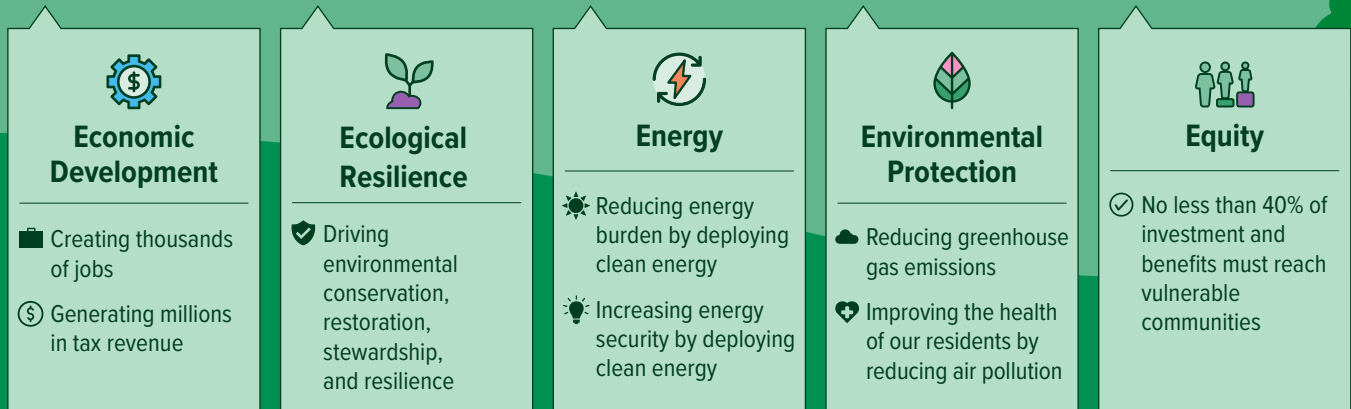 Economic
Development
Creating thousands
of jobs
Generating millions
in tax revenue
Ecological
Resilience
Driving
environmental
conservation,
restoration,
stewardship,
and resilience
Energy
Reducing energy
burden by deploying
clean energy
Increasing energy
security by deploying
clean energy
Environmental
Protection
Reducing greenhouse
gas emissions
Improving the health
of our residents by
reducing air pollution
Equity
No less than 40% of
investment and
benefits must reach
vulnerable
communities